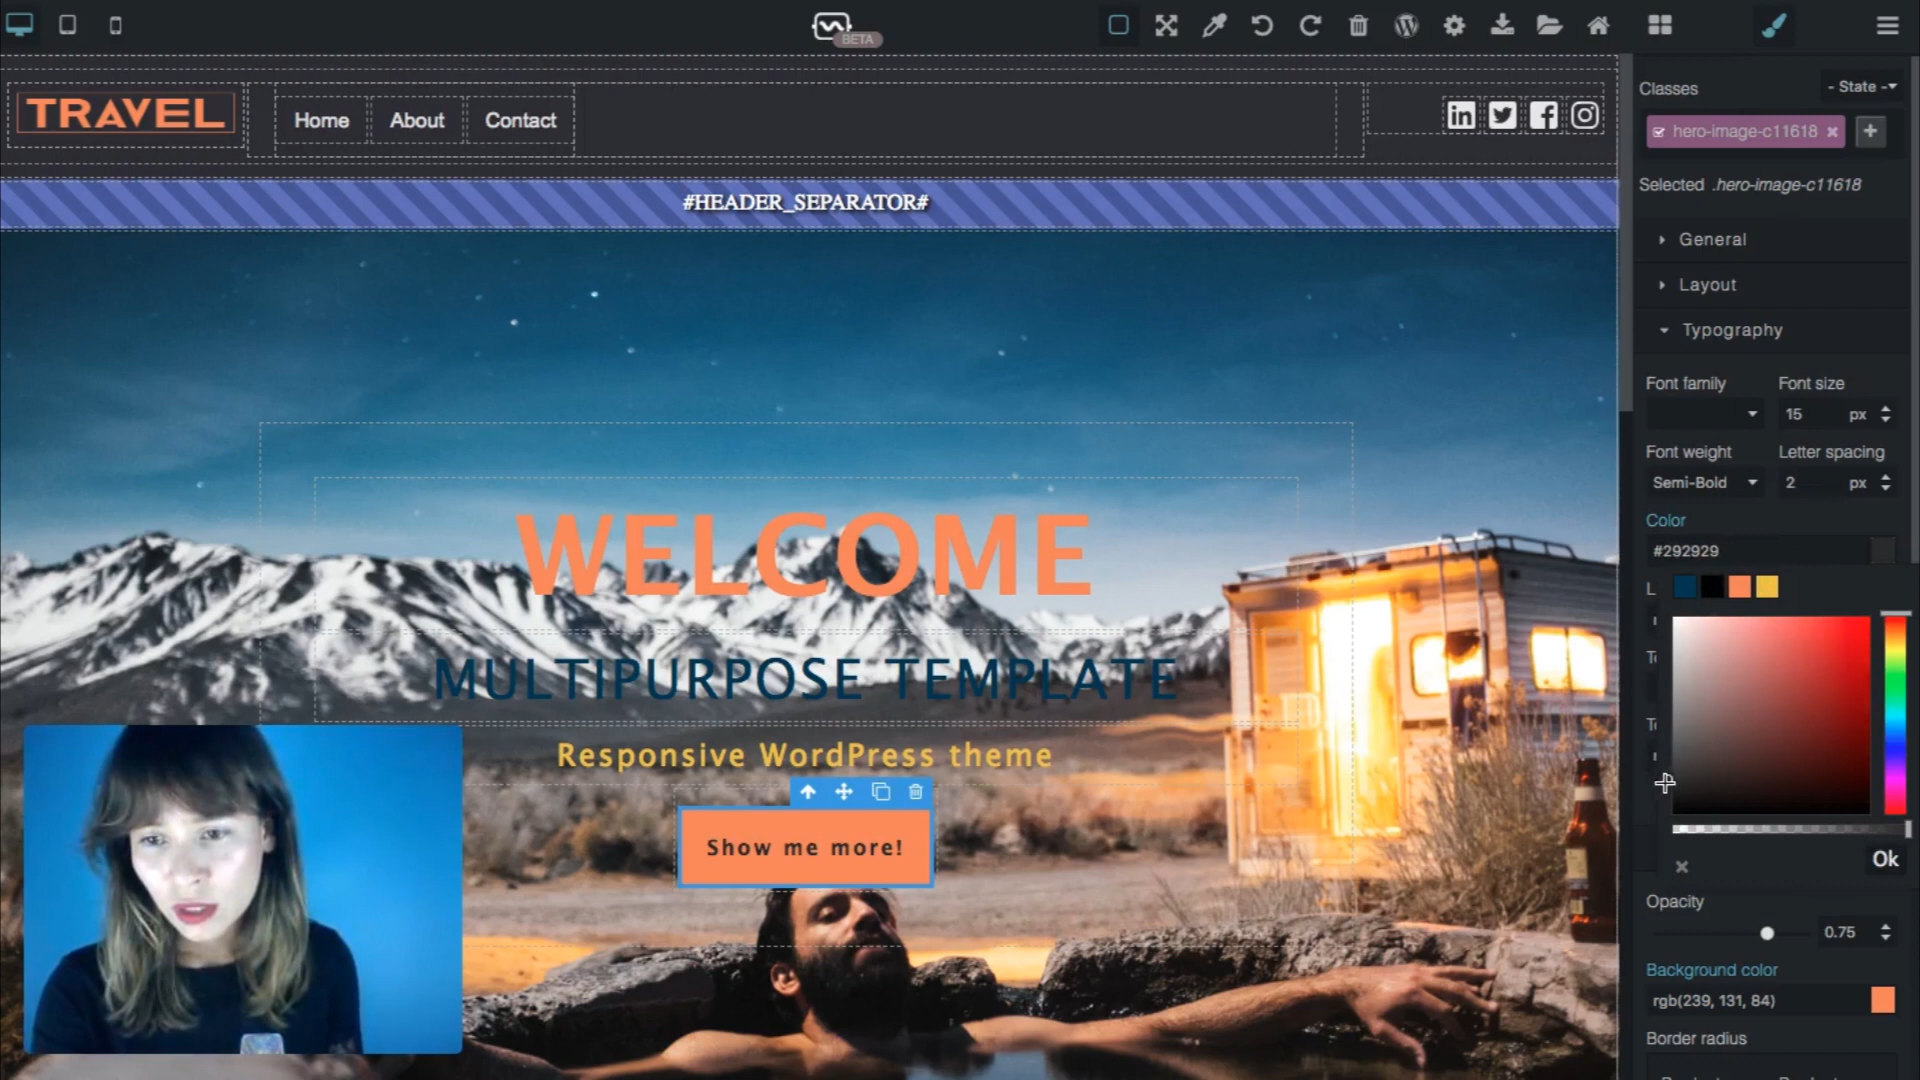 BETA
TRAVEL
Home
About
Contact
in
#HEADER_SEPARATOR#
WELCOME
MULTIPURPOSE TEMPLATE
Responsive WordPress theme
Show me more!
Classes
- State -
hero-image-c11618
Selected .hero-image-c11618
General
Layout
Typography
Font family
Font size
15 px
Font weight
Letter spacing
Semi-Bold
2 px
Color
#292929
L
Ok
Opacity
0.75
Background color
rgb(239, 131, 84)
Border radius